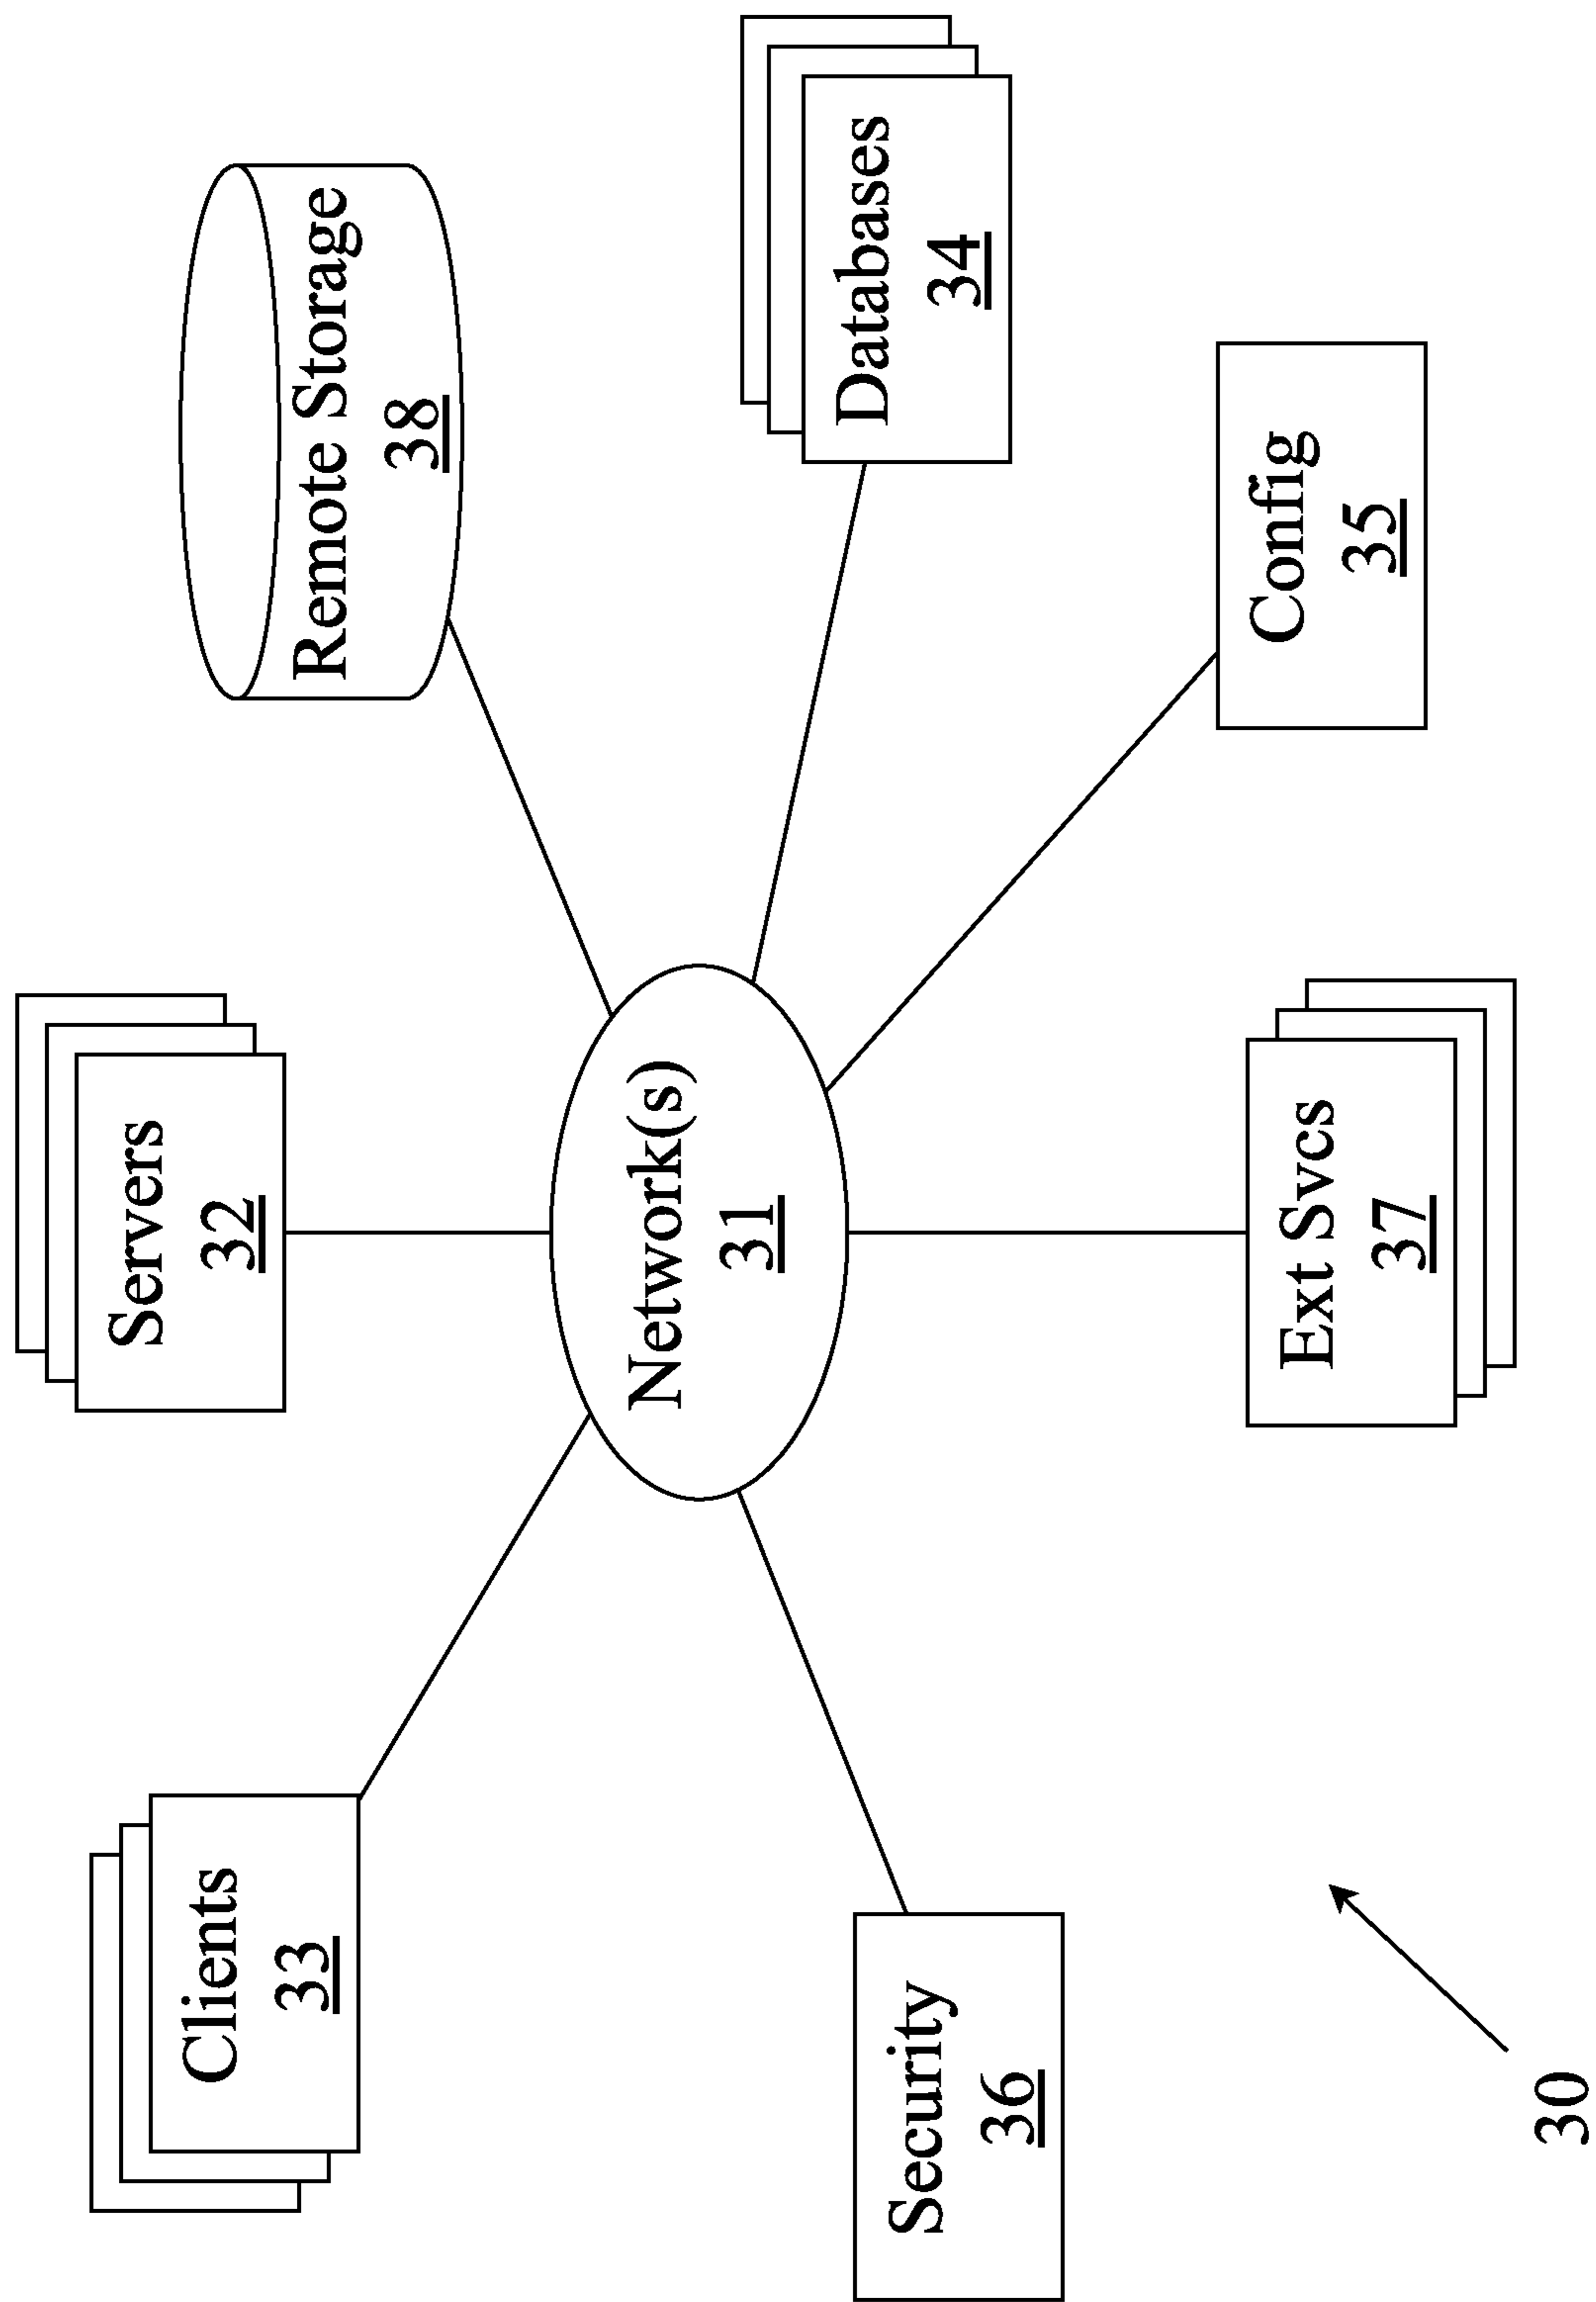 Servers
32
Remote Storage
38
Clients
33
Network(s)
31
Databases
34
Security
36
Ext Svcs
37
Config
35
30